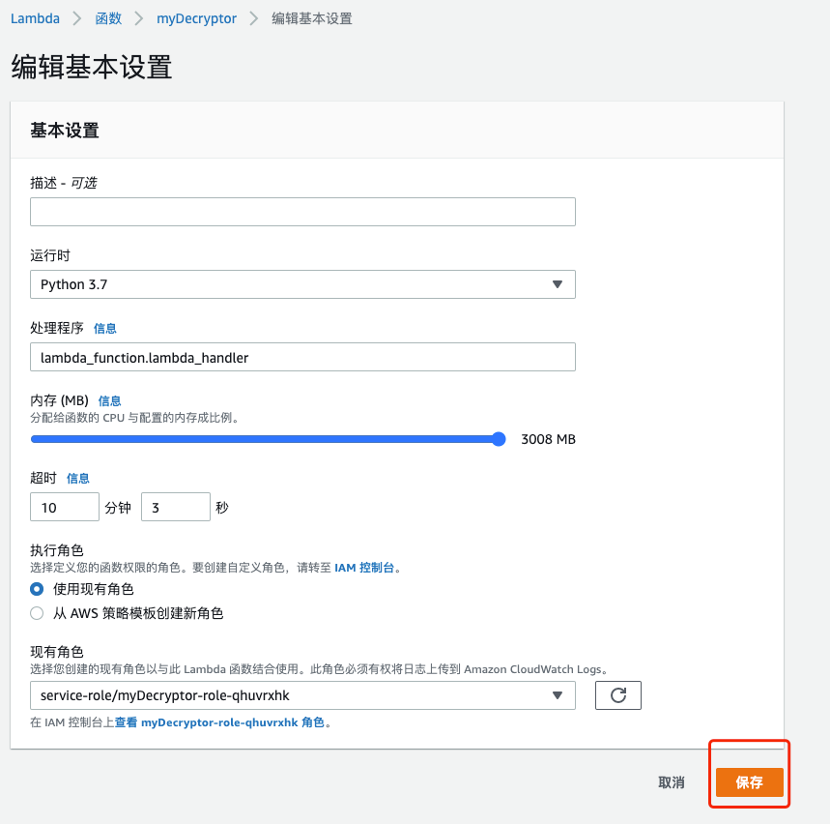 Lambda > 函数 > myDecryptor > 编辑基本设置
编辑基本设置
基本设置
描述 - 可选
运行时
Python 3.7
处理程序 信息
lambda_function.lambda_handler
内存 (MB) 信息
分配给函数的 CPU 与配置的内存成比例。
3008 MB
超时 信息
10 分钟 3 秒
执行角色
选择定义您的函数权限的角色。要创建自定义角色，请转至 IAM 控制台。
使用现有角色
从 AWS 策略模板创建新角色
现有角色
选择您创建的现有角色以与此 Lambda 函数结合使用。此角色必须有权将日志上传到 Amazon CloudWatch Logs。
service-role/myDecryptor-role-qhuvrxhk
在 IAM 控制台上查看 myDecryptor-role-qhuvrxhk 角色。
取消 保存